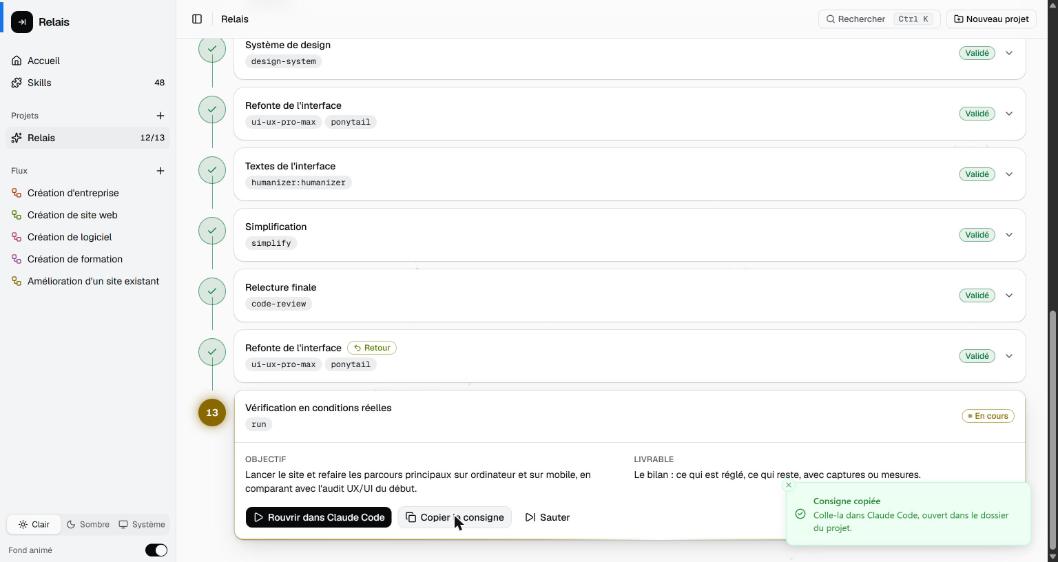 Relais
Relais
Rechercher Ctrl K
Nouveau projet
Accueil
Skills 48
Projets
Relais 12/13
Flux
Création d'entreprise
Création de site web
Création de logiciel
Création de formation
Amélioration d'un site existant
Clair Sombre Système
Fond animé
Système de design
design-system
Validé
Refonte de l'interface
ui-ux-pro-max ponytail
Validé
Textes de l'interface
humanizer:humanizer
Validé
Simplification
simplify
Validé
Relecture finale
code-review
Validé
Refonte de l'interface Retour
ui-ux-pro-max ponytail
Validé
13
Vérification en conditions réelles
run
En cours
OBJECTIF
Lancer le site et refaire les parcours principaux sur ordinateur et sur mobile, en
comparant avec l'audit UX/UI du début.
LIVRABLE
Le bilan : ce qui est réglé, ce qui reste, avec captures ou mesures.
Rouvrir dans Claude Code Copier la consigne Sauter
Consigne copiée
Colle-la dans Claude Code, ouvert dans le dossier
du projet.